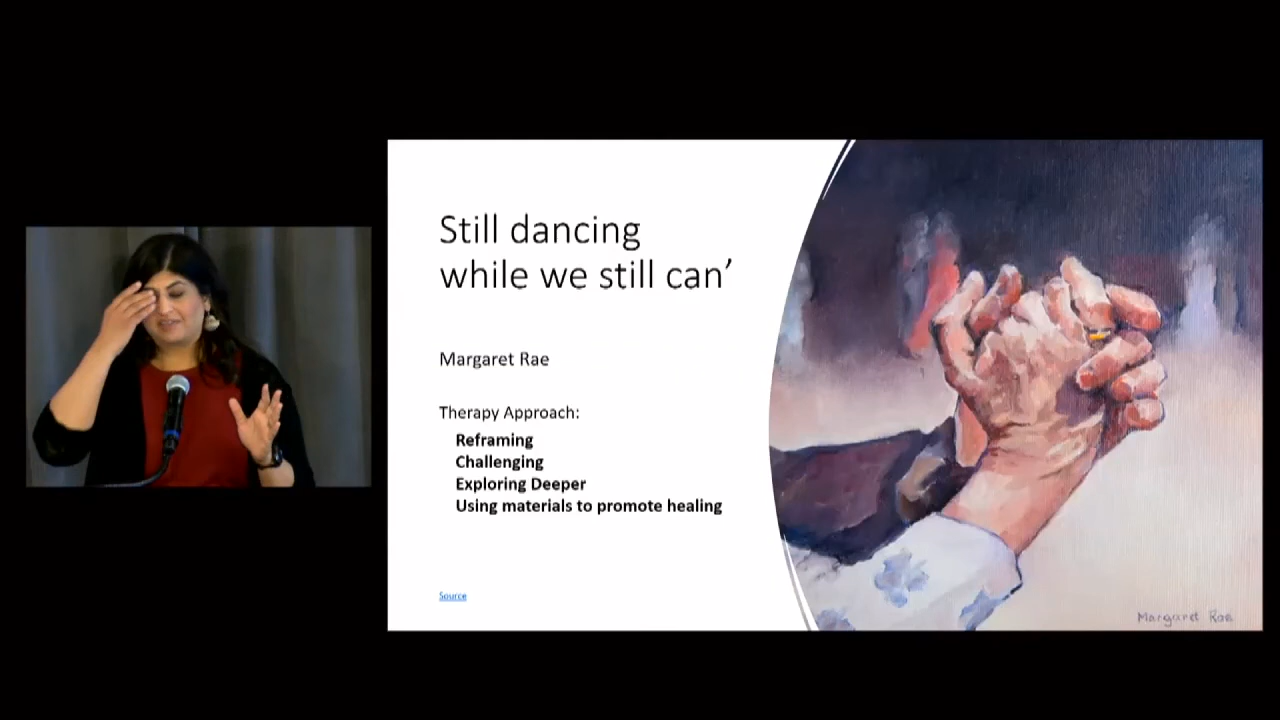 Still dancing
while we still can’
Margaret Rae
Therapy Approach:
Reframing
Challenging
Exploring Deeper
Using materials to promote healing
Source
Margaret Rae